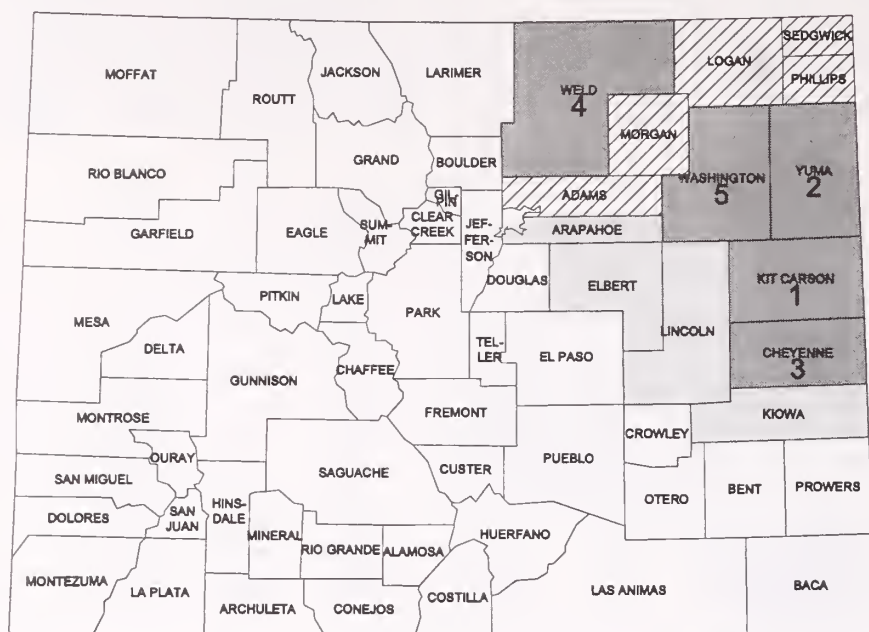 MOFFAT
ROUTT
JACKSON
LARIMER
WELD
4
LOGAN
SEDGWICK
PHILLIPS
MORGAN
RIO BLANCO
GRAND
BOULDER
WASHINGTON
5
YUMA
2
GIL-
PIN
ADAMS
CLEAR
CREEK
GARFIELD
EAGLE
SUM-
MIT
JEF-
FER-
SON
ARAPAHOE
DOUGLAS
ELBERT
KIT CARSON
1
PITKIN
LAKE
PARK
LINCOLN
MESA
DELTA
TEL-
LER
EL PASO
CHEYENNE
3
GUNNISON
CHAFFEE
MONTROSE
FREMONT
KIOWA
CROWLEY
OURAY
SAGUACHE
CUSTER
PUEBLO
SAN MIGUEL
OTERO
BENT
PROWERS
DOLORES
SAN
JUAN
HINS-
DALE
MINERAL
RIO GRANDE
ALAMOSA
HUERFANO
MONTEZUMA
LA PLATA
ARCHULETA
CONEJOS
COSTILLA
LAS ANIMAS
BACA